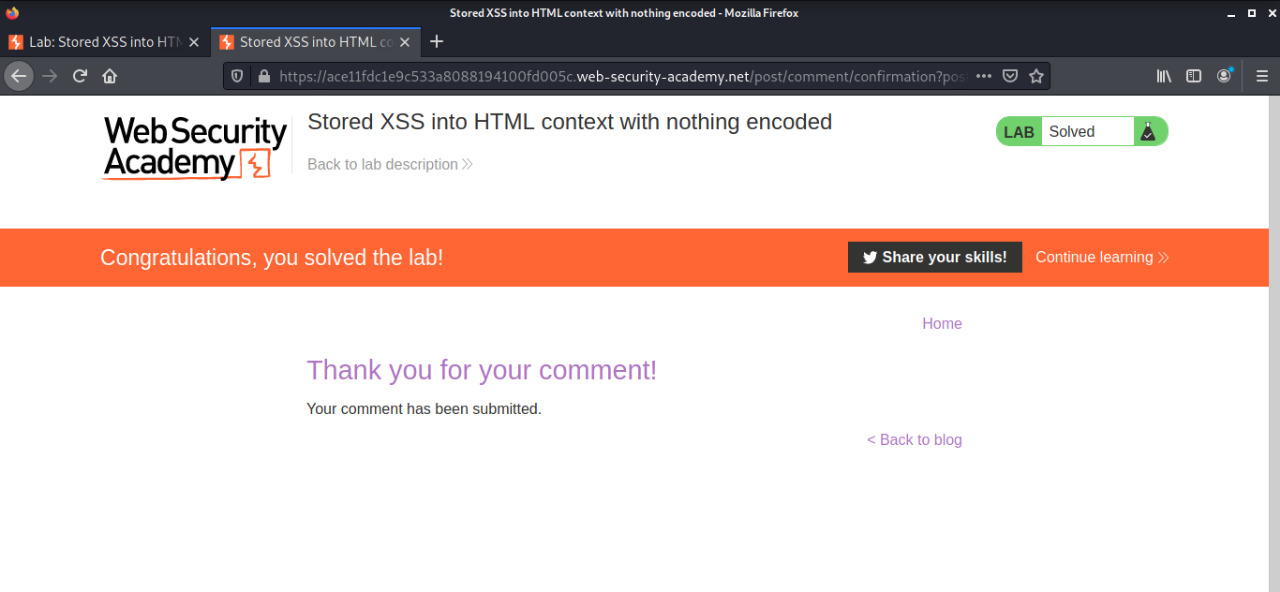 Stored XSS into HTML context with nothing encoded - Mozilla Firefox
Lab: Stored XSS into HTM
Stored XSS into HTML co
https://ace11fdc1e9c533a8088194100fd005c.web-security-academy.net/post/comment/confirmation?pos
Web Security
Academy
Stored XSS into HTML context with nothing encoded
Back to lab description
LAB Solved
Congratulations, you solved the lab!
Share your skills!
Continue learning
Home
Thank you for your comment!
Your comment has been submitted.
< Back to blog